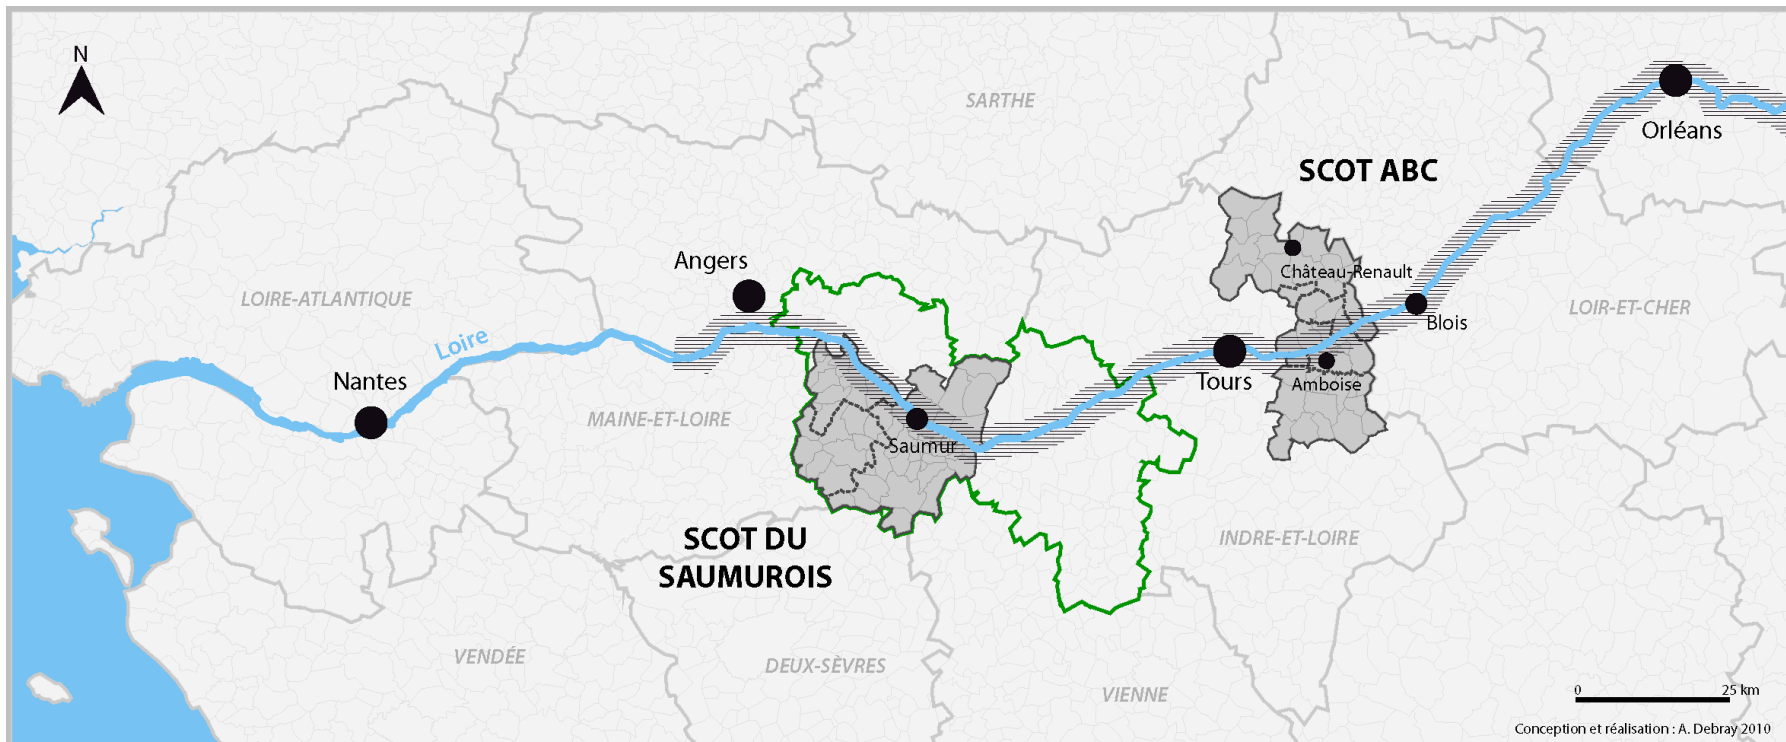 N
SARTHE
Orléans
SCOT ABC
Angers
Château-Renault
LOIRE-ATLANTIQUE
LOIR-ET-CHER
Blois
Loire
Nantes
Tours
Amboise
MAINE-ET-LOIRE
Saumur
SCOT DU
SAUMUROIS
INDRE-ET-LOIRE
VENDÉE
DEUX-SÈVRES
VIENNE
0 25 km
Conception et réalisation : A. Debray 2010